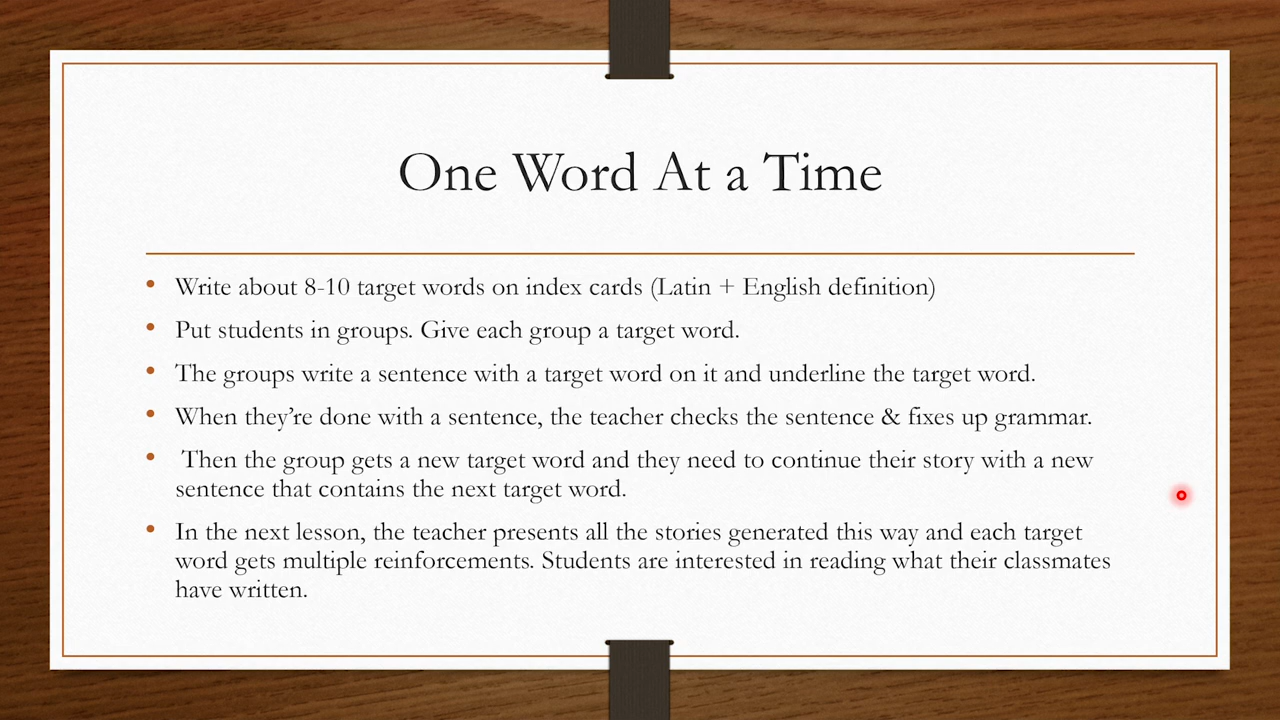 One Word At a Time
• Write about 8-10 target words on index cards (Latin + English definition)
• Put students in groups. Give each group a target word.
• The groups write a sentence with a target word on it and underline the target word.
• When they’re done with a sentence, the teacher checks the sentence & fixes up grammar.
• Then the group gets a new target word and they need to continue their story with a new
sentence that contains the next target word.
• In the next lesson, the teacher presents all the stories generated this way and each target
word gets multiple reinforcements. Students are interested in reading what their classmates
have written.